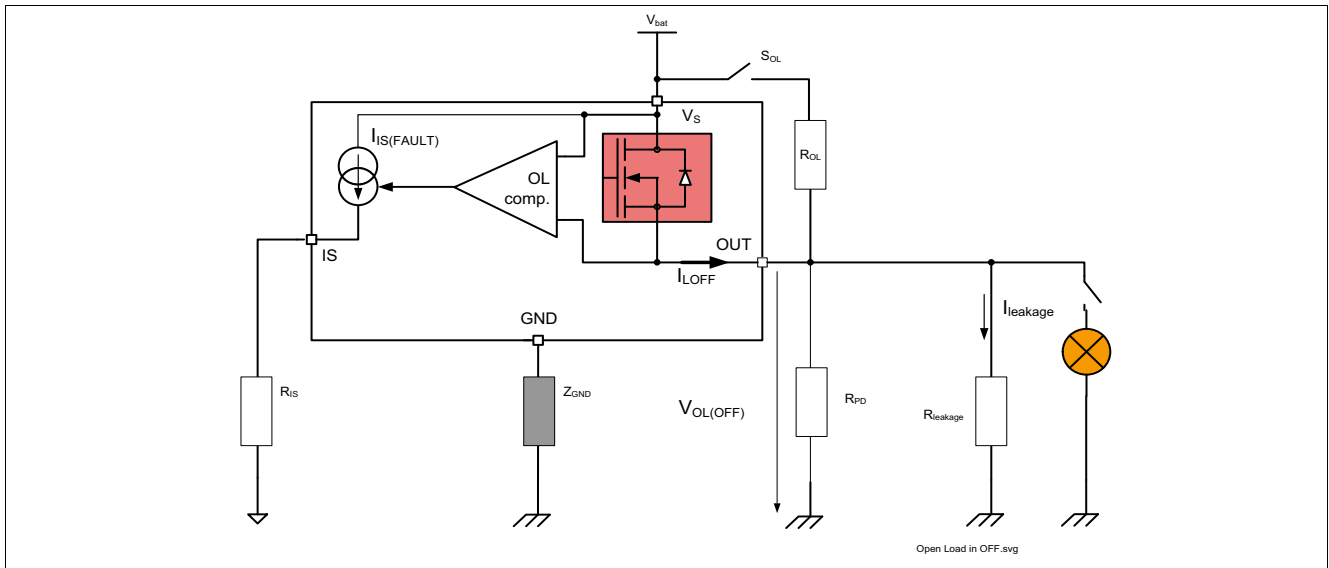 Vbat
SOL
VS
IIS(FAULT)
ROL
OL
comp.
OUT
IS
ILOFF
GND
Ileakage
RIS
ZGND
VOL(OFF)
RPD
Rleakage
Open Load in OFF.svg